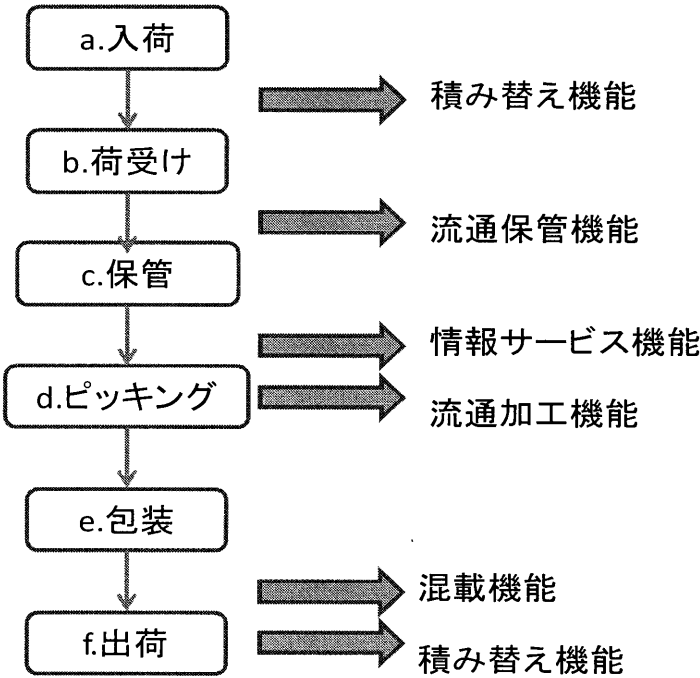 a.入荷
積み替え機能
b.荷受け
流通保管機能
c.保管
情報サービス機能
d.ピッキング
流通加工機能
e.包装
混載機能
f.出荷
積み替え機能